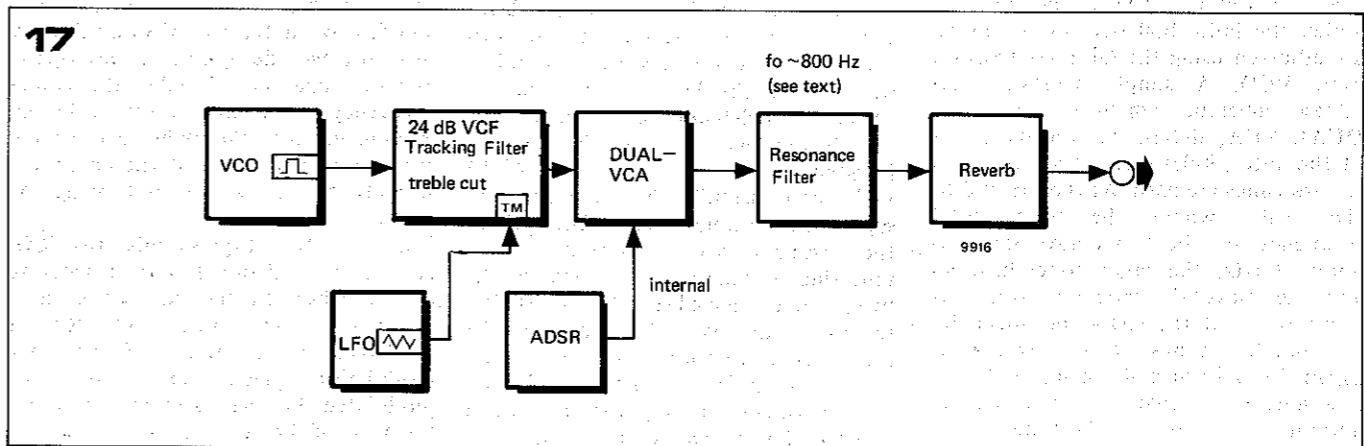 17
fo ~800 Hz
(see text)
VCO
24 dB VCF
Tracking Filter
treble cut
TM
DUAL–
VCA
Resonance
Filter
Reverb
9916
internal
LFO
ADSR